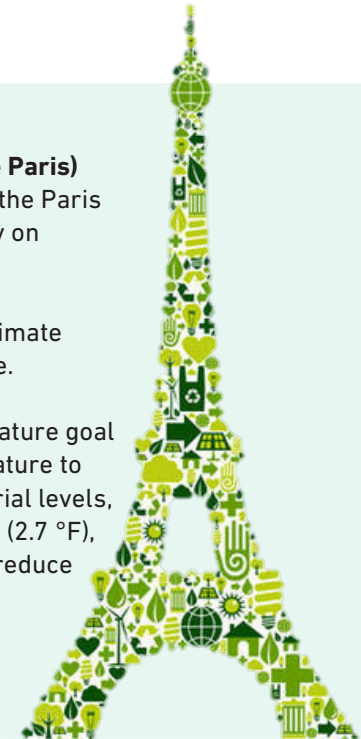 Paris)
the Paris
on
imate
e.
ature goal
ature to
rial levels,
(2.7 °F),
reduce